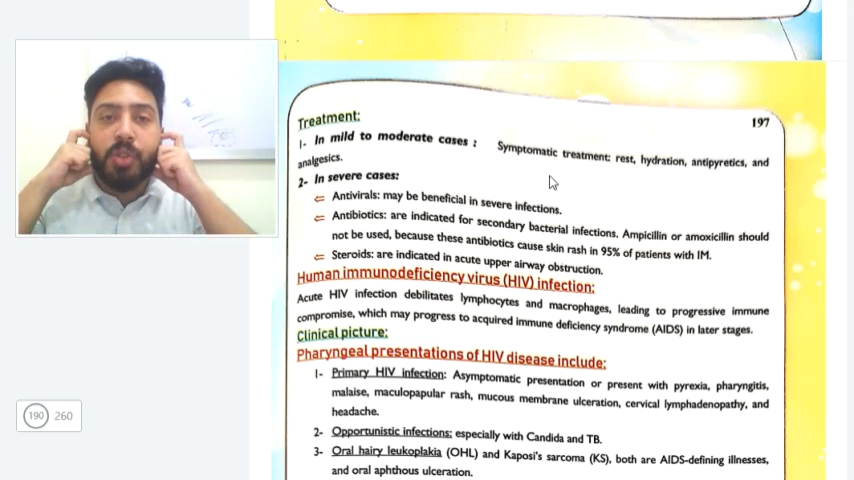 197
Treatment:
1- In mild to moderate cases : Symptomatic treatment: rest, hydration, antipyretics, and
analgesics.
2- In severe cases:
⇐ Antivirals: may be beneficial in severe infections.
⇐ Antibiotics: are indicated for secondary bacterial infections. Ampicillin or amoxicillin should
not be used, because these antibiotics cause skin rash in 95% of patients with IM.
⇐ Steroids: are indicated in acute upper airway obstruction.
Human immunodeficiency virus (HIV) infection:
Acute HIV infection debilitates lymphocytes and macrophages, leading to progressive immune
compromise, which may progress to acquired immune deficiency syndrome (AIDS) in later stages.
Clinical picture:
Pharyngeal presentations of HIV disease include:
1- Primary HIV infection: Asymptomatic presentation or present with pyrexia, pharyngitis,
malaise, maculopapular rash, mucous membrane ulceration, cervical lymphadenopathy, and
headache.
2- Opportunistic infections: especially with Candida and TB.
3- Oral hairy leukoplakia (OHL) and Kaposi's sarcoma (KS), both are AIDS-defining illnesses,
and oral aphthous ulceration.
190 260